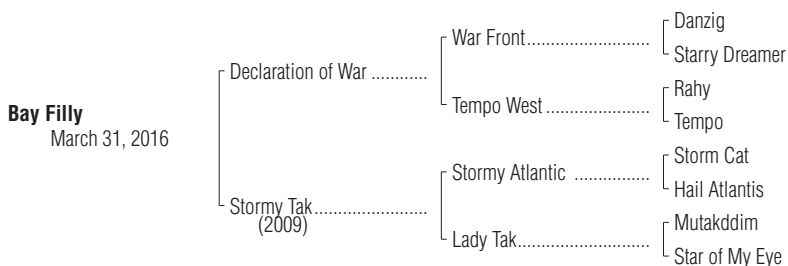 Bay Filly
March 31, 2016
Declaration of War ............
Stormy Tak.......................
(2009)
War Front.........................
Tempo West .....................
Stormy Atlantic ...............
Lady Tak...........................
Danzig
Starry Dreamer
Rahy
Tempo
Storm Cat
Hail Atlantis
Mutakddim
Star of My Eye